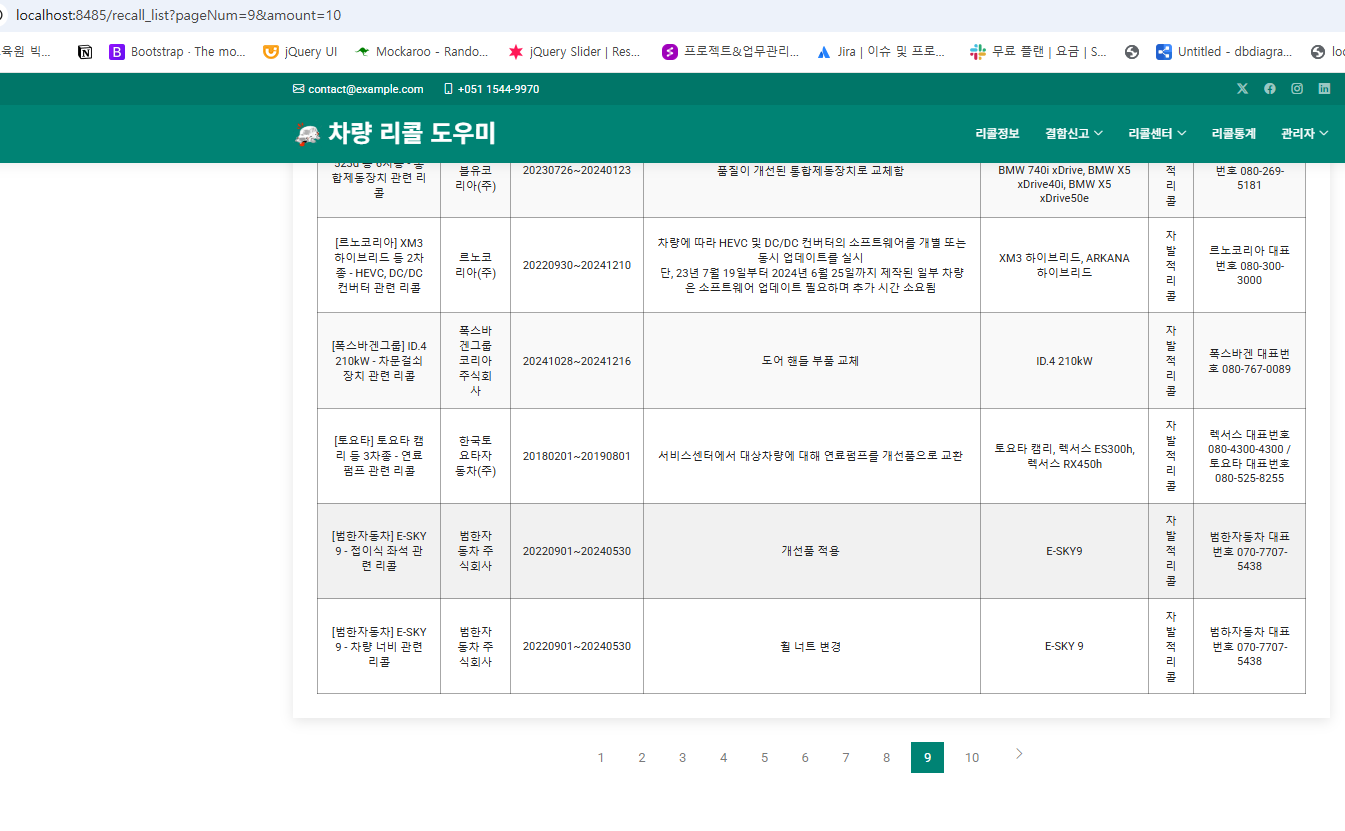 localhost:8485/recall_list?pageNum=9&amount=10
육원 빅...
Bootstrap · The mo...
jQuery UI
Mockaroo - Rando...
jQuery Slider | Res...
프로젝트&업무관리...
Jira | 이슈 및 프로...
무료 플랜 | 요금 | S...
Untitled - dbdiagra...
loc
contact@example.com
+051 1544-9970
차량 리콜 도우미
리콜정보
결함신고
리콜센터
리콜통계
관리자
합제동장치 관련 리
콜
블유코
리아(주)
20230726~20240123
품질이 개선된 통합제동장치로 교체함
BMW 740i xDrive, BMW X5
xDrive40i, BMW X5
xDrive50e
적
리
콜
번호 080-269-
5181
[르노코리아] XM3
하이브리드 등 2차
종 - HEVC, DC/DC
컨버터 관련 리콜
르노코
리아(주)
20220930~20241210
차량에 따라 HEVC 및 DC/DC 컨버터의 소프트웨어를 개별 또는
동시 업데이트를 실시
단, 23년 7월 19일부터 2024년 6월 25일까지 제작된 일부 차량
은 소프트웨어 업데이트 필요하며 추가 시간 소요됨
XM3 하이브리드, ARKANA
하이브리드
자
발
적
리
콜
르노코리아 대표
번호 080-300-
3000
[폭스바겐그룹] ID.4
210kW - 차문걸쇠
장치 관련 리콜
폭스바
겐그룹
코리아
주식회
사
20241028~20241216
도어 핸들 부품 교체
ID.4 210kW
자
발
적
리
콜
폭스바겐 대표번
호 080-767-0089
[토요타] 토요타 캠
리 등 3차종 - 연료
펌프 관련 리콜
한국토
요타자
동차(주)
20180201~20190801
서비스센터에서 대상차량에 대해 연료펌프를 개선품으로 교환
토요타 캠리, 렉서스 ES300h,
렉서스 RX450h
자
발
적
리
콜
렉서스 대표번호
080-4300-4300 /
토요타 대표번호
080-525-8255
[범한자동차] E-SKY
9 - 접이식 좌석 관
련 리콜
범한자
동차 주
식회사
20220901~20240530
개선품 적용
E-SKY9
자
발
적
리
콜
범한자동차 대표
번호 070-7707-
5438
[범한자동차] E-SKY
9 - 차량 너비 관련
리콜
범한자
동차 주
식회사
20220901~20240530
휠 너트 변경
E-SKY 9
자
발
적
리
콜
범하자동차 대표
번호 070-7707-
5438
1 2 3 4 5 6 7 8 9 10